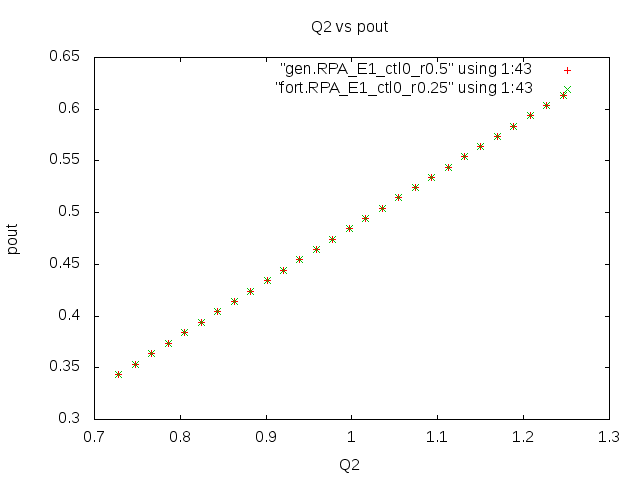 Q2 vs pout
"gen.RPA_E1_ctl0_r0.5" using 1:43
"fort.RPA_E1_ctl0_r0.25" using 1:43
0.65
0.6
0.55
0.5
0.45
0.4
0.35
0.3
pout
0.7 0.8 0.9 1 1.1 1.2 1.3
Q2